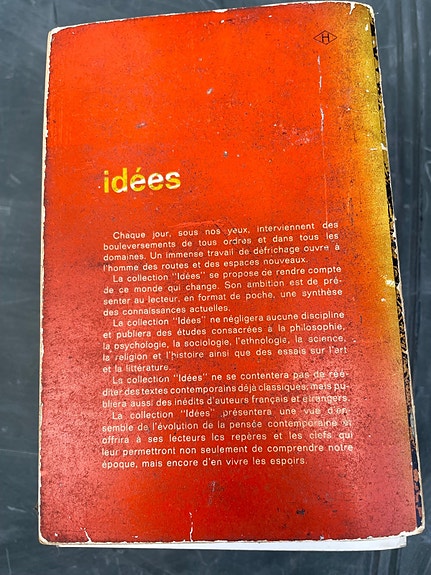 H
idées
Chaque jour, sous nos yeux, interviennent des
bouleversements de tous ordres et dans tous les
domaines. Un immense travail de défrichage ouvre à
l'homme des routes et des espaces nouveaux.
La collection "Idées" se propose de rendre compte
de ce monde qui change. Son ambition est de pré-
senter au lecteur, en format de poche, une synthèse
des connaissances actuelles.
La collection "Idées" ne négligera aucune discipline
et publiera des études consacrées à la philosophie,
la psychologie, la sociologie, l'ethnologie, la science,
la religion et l'histoire ainsi que des essais sur l'art
et la littérature.
La collection "Idées" ne se contentera pas de réé-
diter des textes contemporains déjà classiques, mais pu-
bliera aussi des inédits d'auteurs français et étrangers.
La collection "Idées" présentera une vue d'en-
semble de l'évolution de la pensée contemporaine et
offrira à ses lecteurs les repères et les clefs qui
leur permettront non seulement de comprendre notre
époque, mais encore d'en vivre les espoirs.